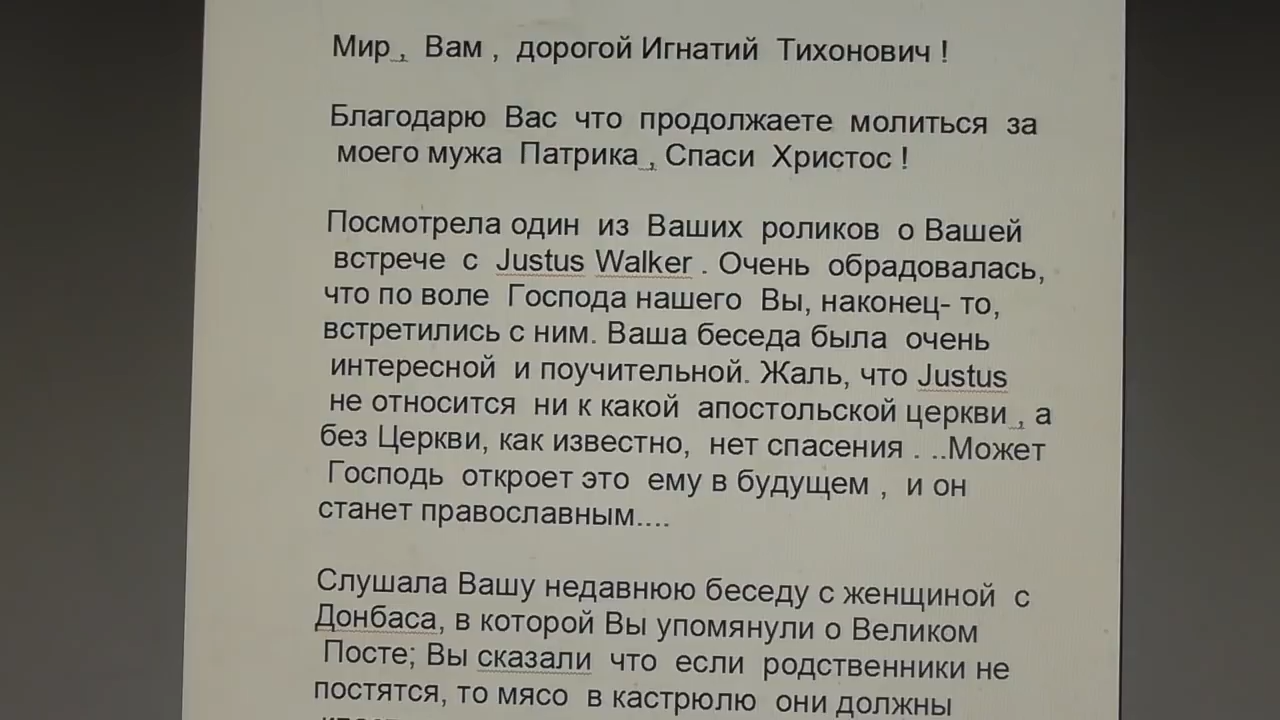 Мир , Вам , дорогой Игнатий Тихонович !
Благодарю Вас что продолжаете молиться за
моего мужа Патрика , Спаси Христос !
Посмотрела один из Ваших роликов о Вашей
встрече с Justus Walker . Очень обрадовалась,
что по воле Господа нашего Вы, наконец- то,
встретились с ним. Ваша беседа была очень
интересной и поучительной. Жаль, что Justus
не относится ни к какой апостольской церкви , а
без Церкви, как известно, нет спасения . ..Может
Господь откроет это ему в будущем , и он
станет православным....
Слушала Вашу недавнюю беседу с женщиной с
Донбаса, в которой Вы упомянули о Великом
Посте; Вы сказали что если родственники не
постятся, то мясо в кастрюлю они должны